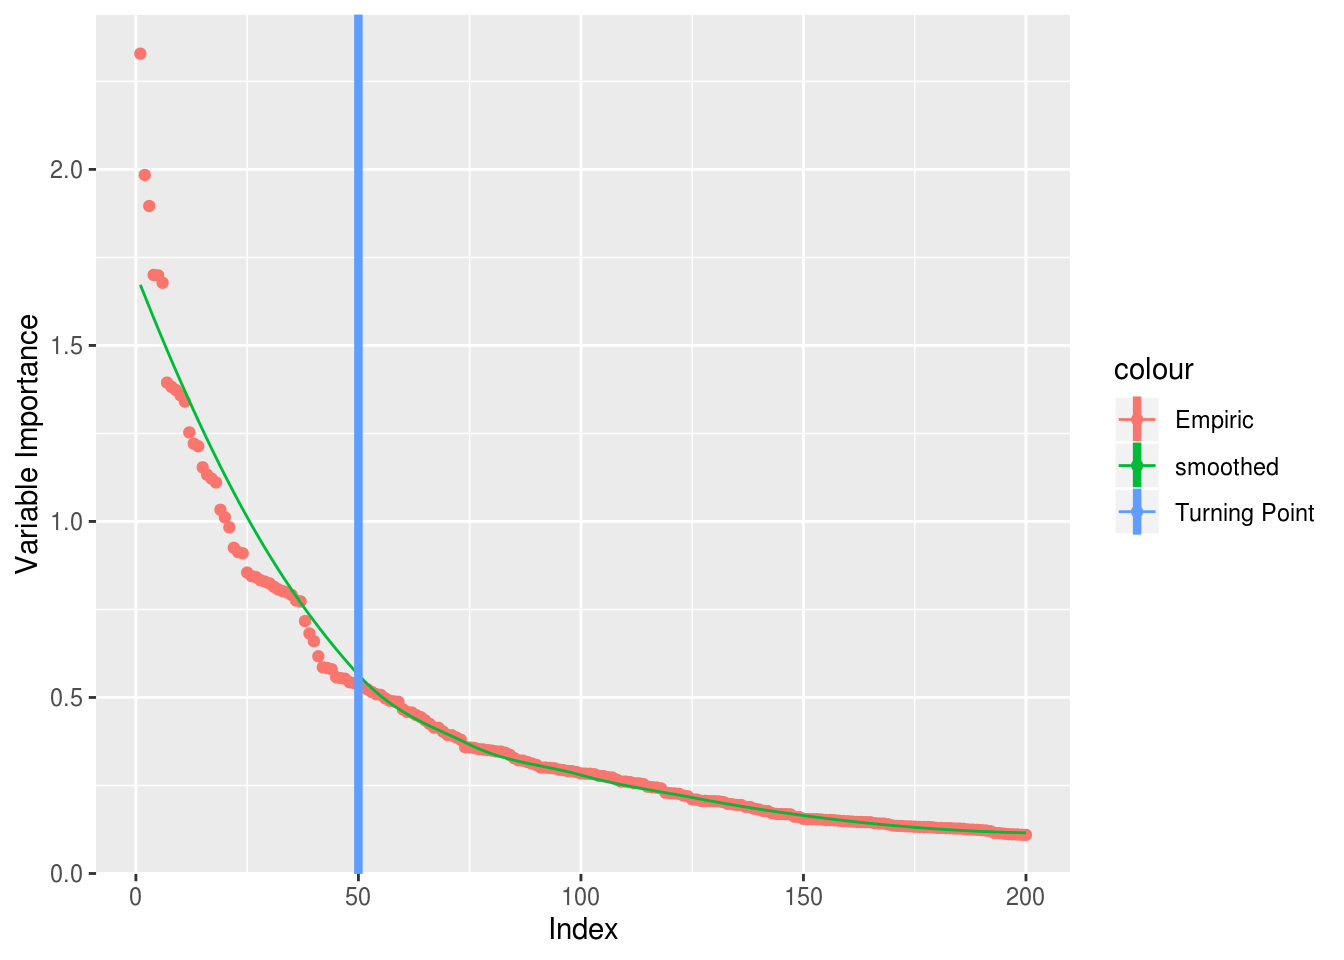 2.0
1.5
1.0
0.5
0.0
Variable Importance
0 50 100 150 200
Index
colour
Empiric
smoothed
Turning Point